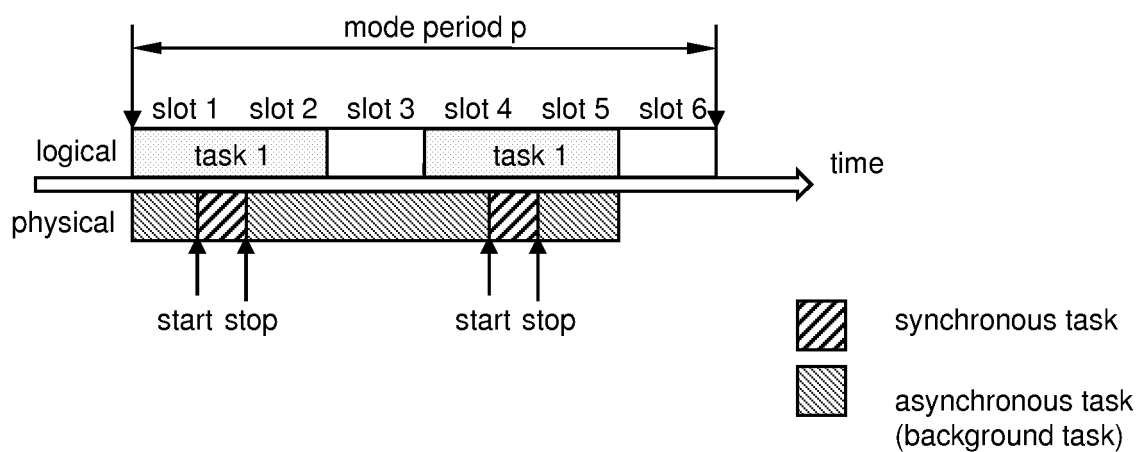 mode period p
slot 1 slot 2 slot 3 slot 4 slot 5 slot 6
logical task 1 task 1
time
physical
start stop start stop
synchronous task
asynchronous task
(background task)